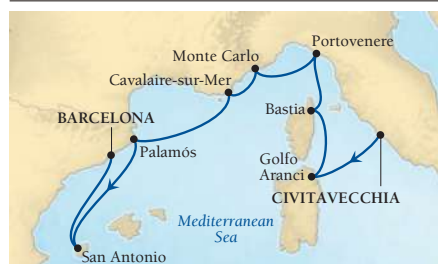 Portovenere
Monte Carlo
Cavalaire-sur-Mer
BARCELONA
Bastia
Palamós
Golfo
Aranci
CIVITAVECCHIA
Mediterranean
Sea
San Antonio